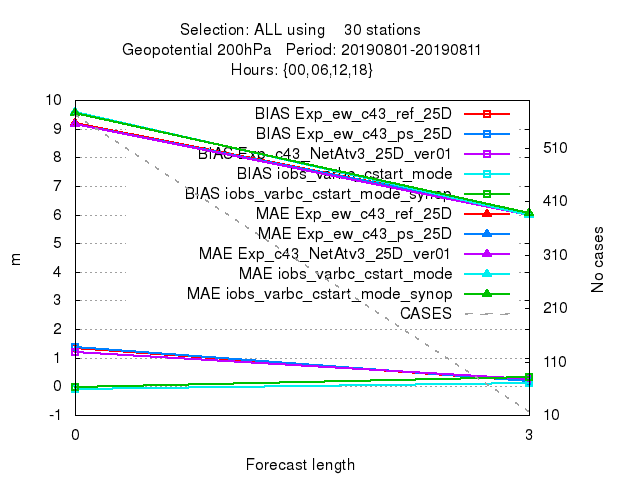 Selection: ALL using 30 stations
Geopotential 200hPa Period: 20190801-20190811
Hours: {00,06,12,18}
10
9
8
7
6
5
4
3
2
1
0
-1
m
BIAS Exp_ew_c43_ref_25D
BIAS Exp_ew_c43_ps_25D
BIAS Exp_c43_NetAtv3_25D_ver01
BIAS iobs_varbc_cstart_mode
BIAS iobs_varbc_cstart_mode_synop
MAE Exp_ew_c43_ref_25D
MAE Exp_ew_c43_ps_25D
MAE Exp_c43_NetAtv3_25D_ver01
MAE iobs_varbc_cstart_mode
MAE iobs_varbc_cstart_mode_synop
CASES
510
410
310
210
110
10
No cases
0 3
Forecast length